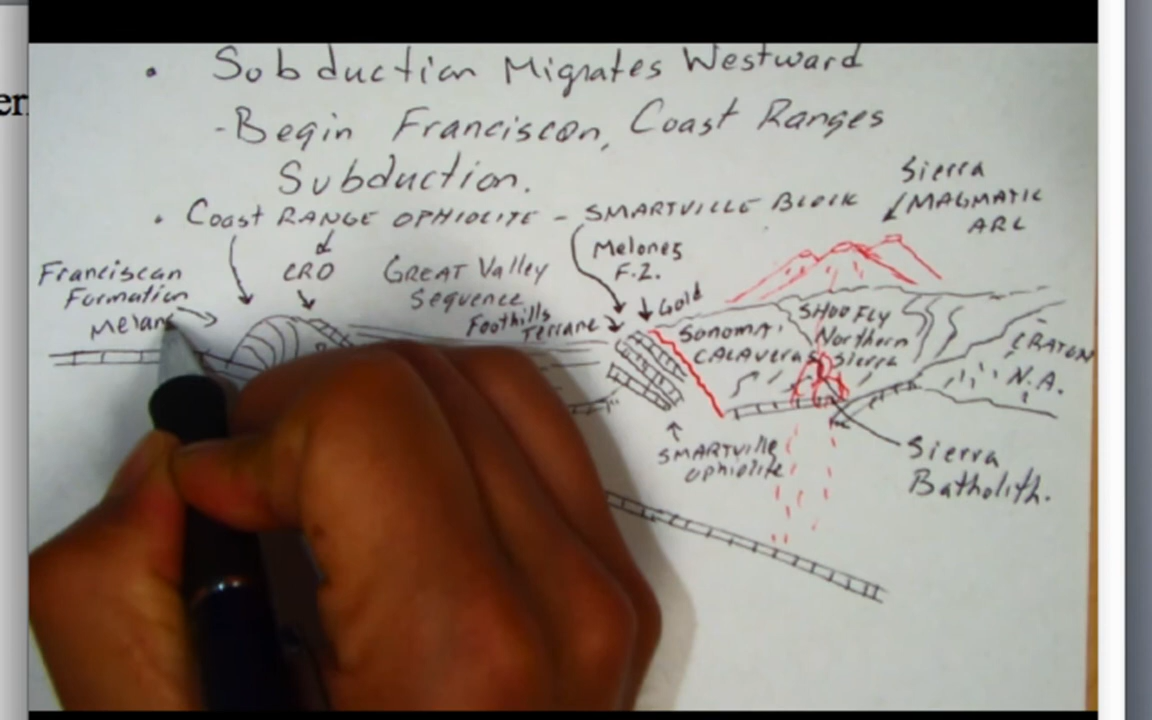 • Subduction Migrates Westward
- Begin Franciscan, Coast Ranges
Subduction.
• Coast RANGE OPHIOLITE - SMARTVILLE BLOCK
Sierra
MAGMATIC
ARC
Franciscan
Formation
Melan
CRO
GREAT Valley
Sequence
Foothills
Terrane
Melones
F.Z.
Gold
Sonoma,
CALAVERAS
SHOO FLY
Northern
Sierra
CRATON
N.A.
SMARTVille
Ophiolite
Sierra
Batholith.